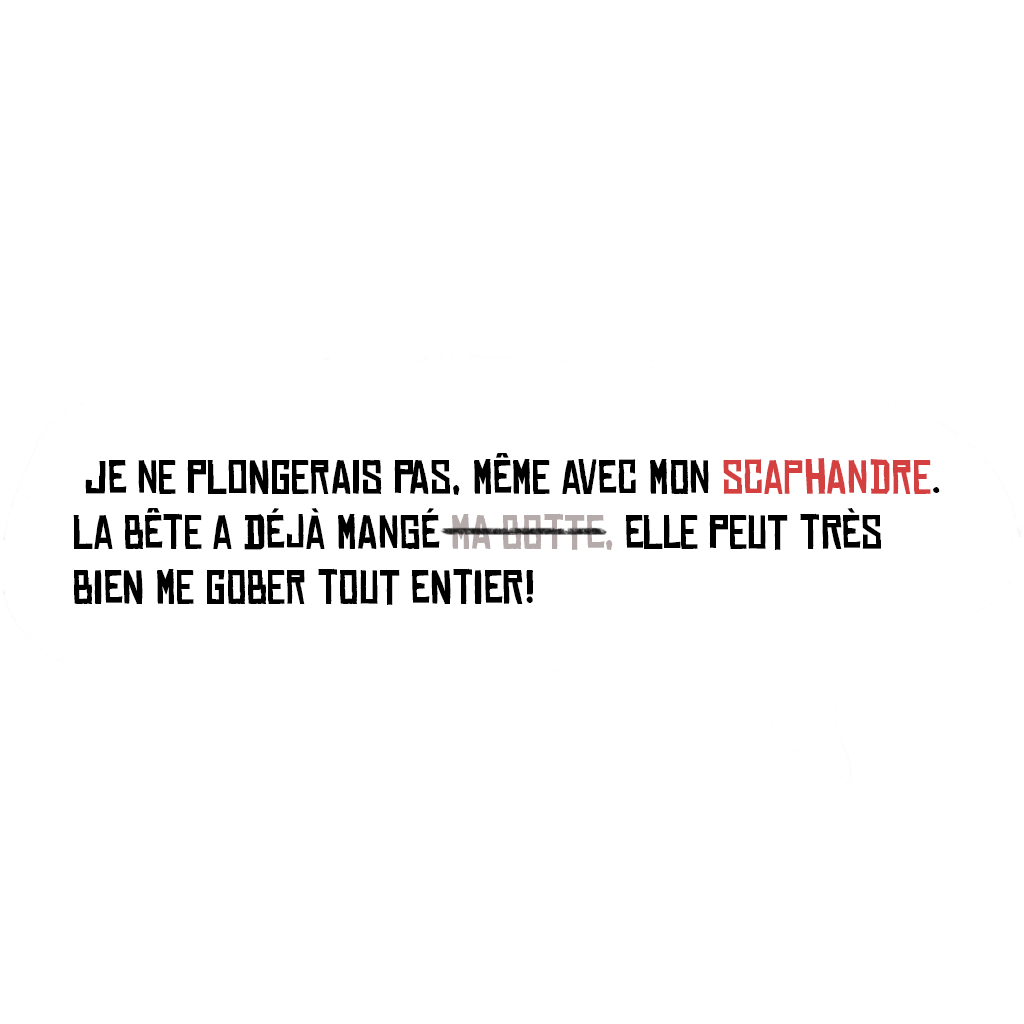 JE NE PLONGERAIS PAS, MÊME AVEC MON SCAPHANDRE.
LA BÊTE A DÉJÀ MANGÉ MA BOTTE, ELLE PEUT TRÈS
BIEN ME GOBER TOUT ENTIER!